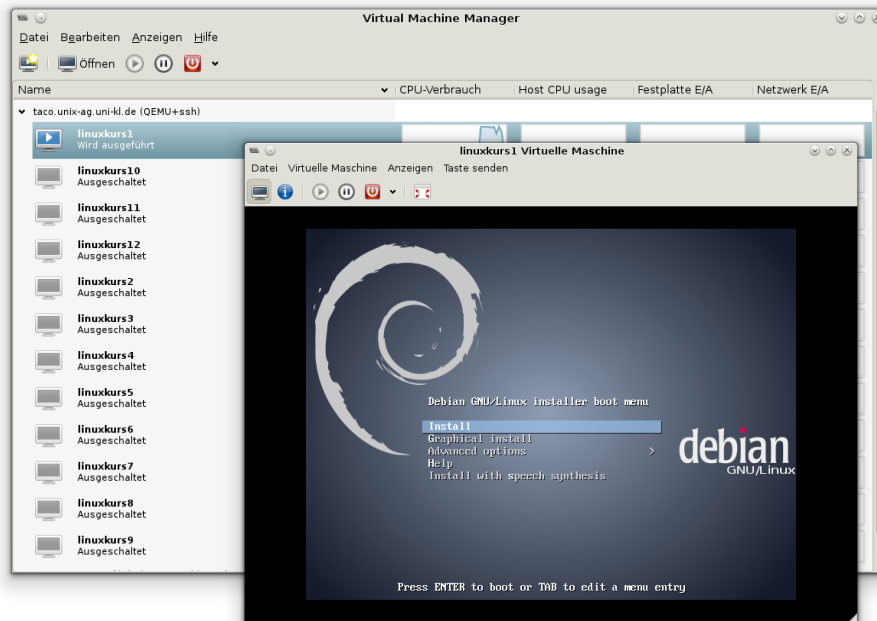 Virtual Machine Manager
Datei Bearbeiten Anzeigen Hilfe
Öffnen
Name CPU-Verbrauch Host CPU usage Festplatte E/A Netzwerk E/A
taco.unix-ag.uni-kl.de (QEMU+ssh)
linuxkurs1
Wird ausgeführt
linuxkurs10
Ausgeschaltet
linuxkurs11
Ausgeschaltet
linuxkurs12
Ausgeschaltet
linuxkurs2
Ausgeschaltet
linuxkurs3
Ausgeschaltet
linuxkurs4
Ausgeschaltet
linuxkurs5
Ausgeschaltet
linuxkurs6
Ausgeschaltet
linuxkurs7
Ausgeschaltet
linuxkurs8
Ausgeschaltet
linuxkurs9
Ausgeschaltet
linuxkurs1 Virtuelle Maschine
Datei Virtuelle Maschine Anzeigen Taste senden
Debian GNU/Linux installer boot menu
Install
Graphical install
Advanced options >
Help
Install with speech synthesis
debian
GNU/Linux
Press ENTER to boot or TAB to edit a menu entry